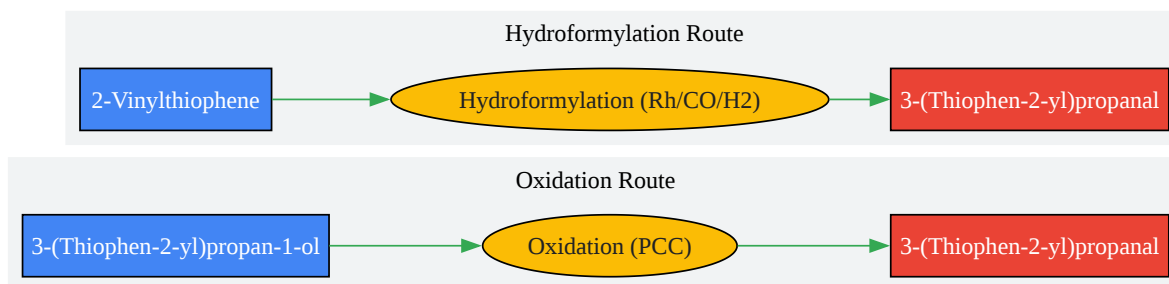 Hydroformylation Route
2-Vinylthiophene
Hydroformylation (Rh/CO/H2)
3-(Thiophen-2-yl)propanal
Oxidation Route
3-(Thiophen-2-yl)propan-1-ol
Oxidation (PCC)
3-(Thiophen-2-yl)propanal